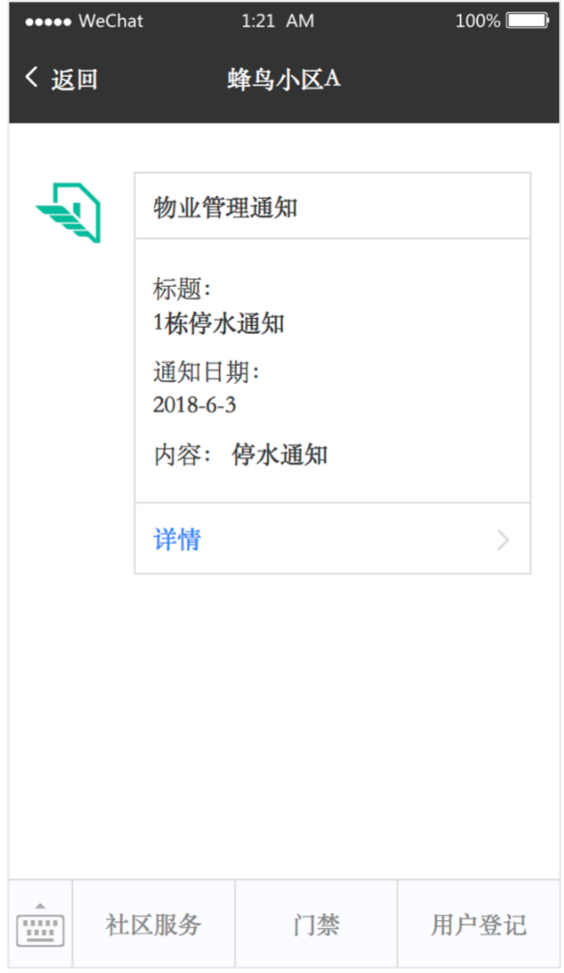 ●●●●● WeChat 1:21 AM 100%
返回 蜂鸟小区A
物业管理通知
标题：
1栋停水通知
通知日期：
2018-6-3
内容： 停水通知
详情
社区服务 门禁 用户登记